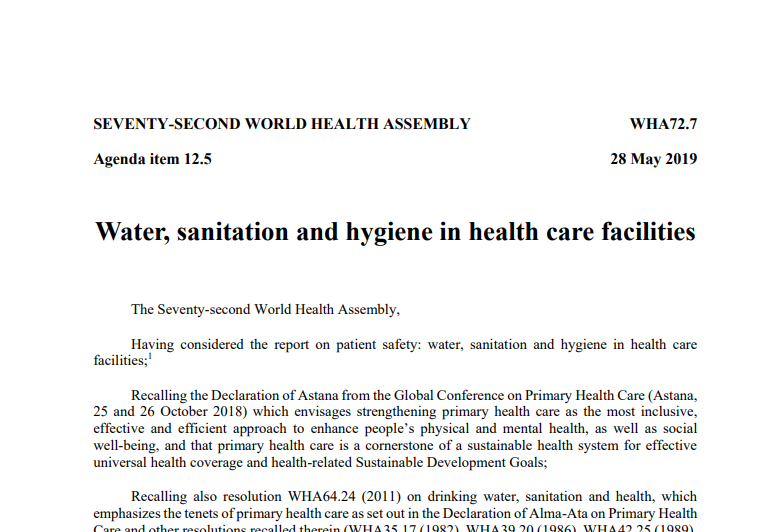 SEVENTY-SECOND WORLD HEALTH ASSEMBLY WHA72.7
Agenda item 12.5 28 May 2019
Water, sanitation and hygiene in health care facilities
The Seventy-second World Health Assembly,
Having considered the report on patient safety: water, sanitation and hygiene in health care
facilities;1
Recalling the Declaration of Astana from the Global Conference on Primary Health Care (Astana,
25 and 26 October 2018) which envisages strengthening primary health care as the most inclusive,
effective and efficient approach to enhance people’s physical and mental health, as well as social
well-being, and that primary health care is a cornerstone of a sustainable health system for effective
universal health coverage and health-related Sustainable Development Goals;
Recalling also resolution WHA64.24 (2011) on drinking water, sanitation and health, which
emphasizes the tenets of primary health care as set out in the Declaration of Alma-Ata on Primary Health
Care and other resolutions recalled therein (WHA35.17 (1982), WHA39.20 (1986), WHA42.25 (1989),